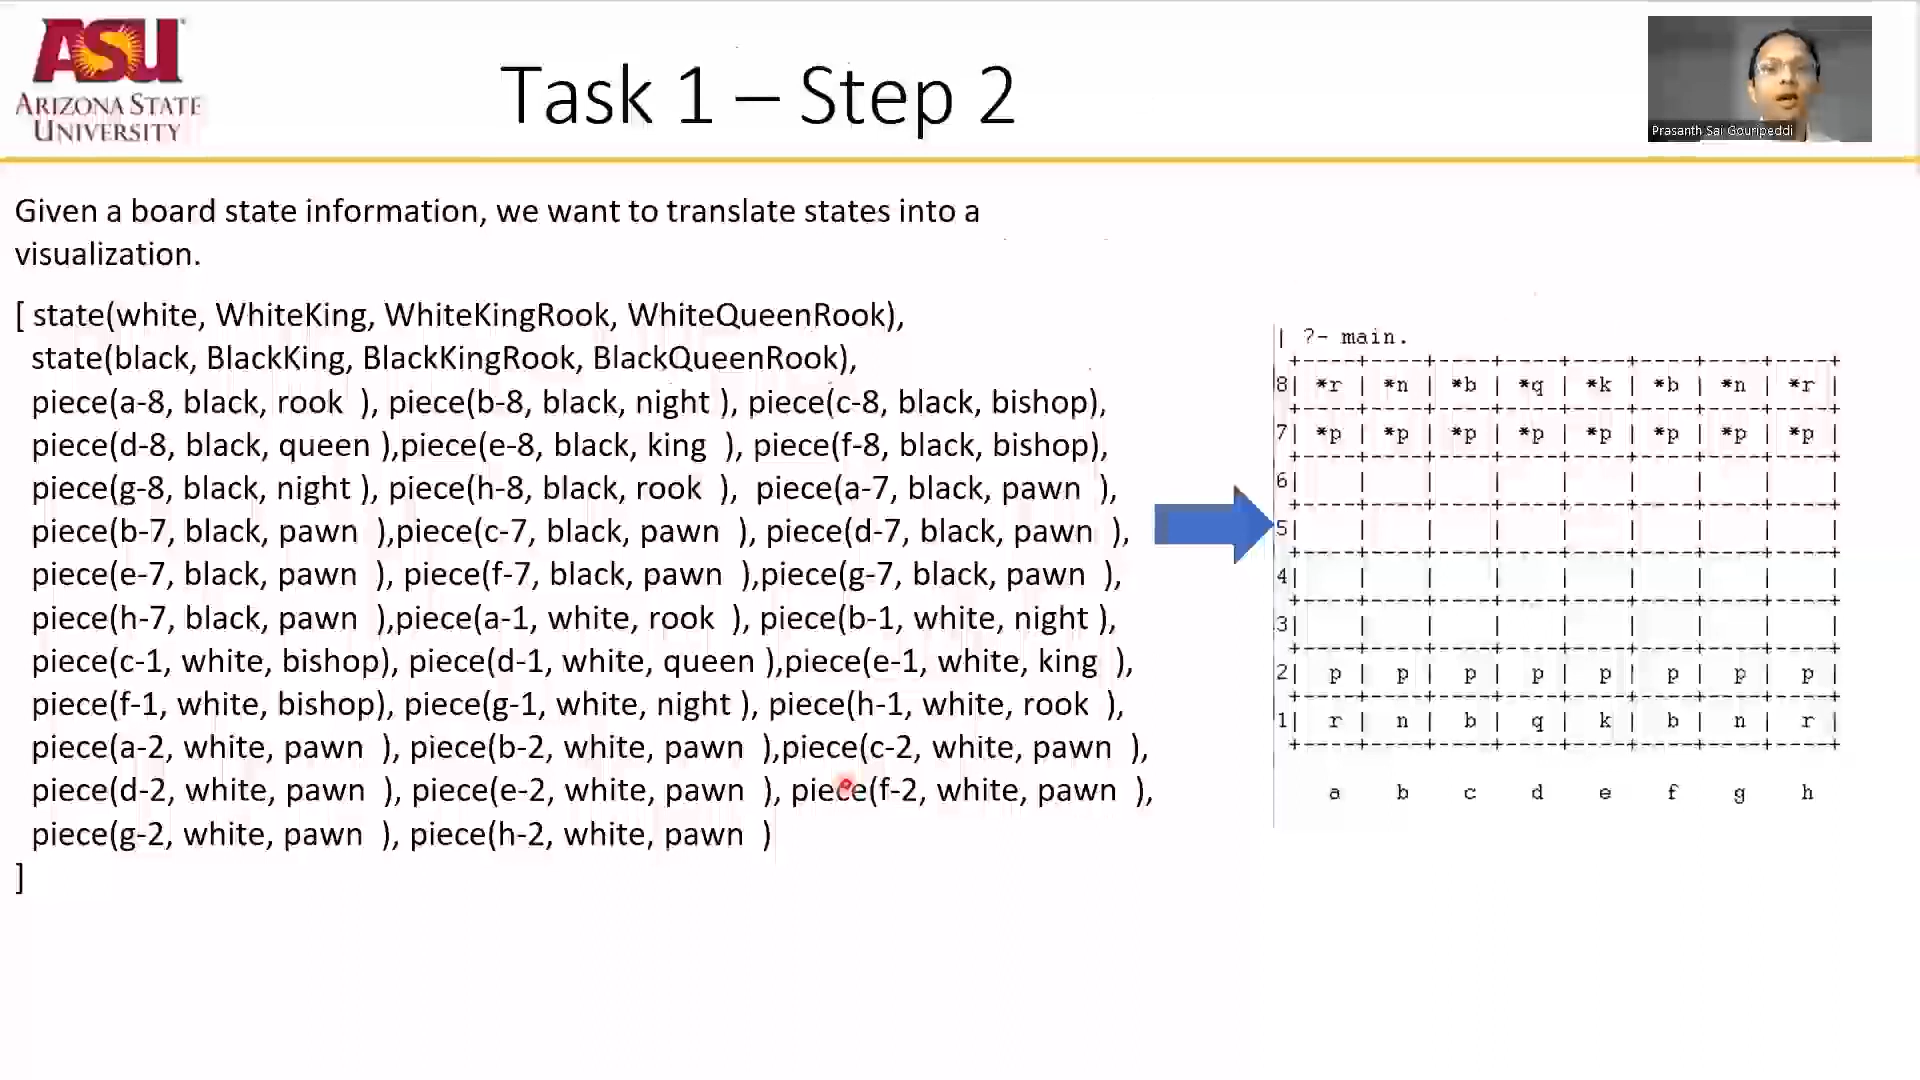 ASU
ARIZONA STATE
UNIVERSITY
Task 1 – Step 2
Prasanth Sai Gouripeddi
Given a board state information, we want to translate states into a
visualization.
[ state(white, WhiteKing, WhiteKingRook, WhiteQueenRook),
state(black, BlackKing, BlackKingRook, BlackQueenRook),
piece(a-8, black, rook  ), piece(b-8, black, night ), piece(c-8, black, bishop),
piece(d-8, black, queen ),piece(e-8, black, king  ), piece(f-8, black, bishop),
piece(g-8, black, night ), piece(h-8, black, rook  ),  piece(a-7, black, pawn  ),
piece(b-7, black, pawn  ),piece(c-7, black, pawn  ), piece(d-7, black, pawn  ),
piece(e-7, black, pawn  ), piece(f-7, black, pawn  ),piece(g-7, black, pawn  ),
piece(h-7, black, pawn  ),piece(a-1, white, rook  ), piece(b-1, white, night ),
piece(c-1, white, bishop), piece(d-1, white, queen ),piece(e-1, white, king  ),
piece(f-1, white, bishop), piece(g-1, white, night ), piece(h-1, white, rook  ),
piece(a-2, white, pawn  ), piece(b-2, white, pawn  ),piece(c-2, white, pawn  ),
piece(d-2, white, pawn  ), piece(e-2, white, pawn  ), piece(f-2, white, pawn  ),
piece(g-2, white, pawn  ), piece(h-2, white, pawn  )
]
| ?- main.
+----+----+----+----+----+----+----+----+
8| *r | *n | *b | *q | *k | *b | *n | *r |
+----+----+----+----+----+----+----+----+
7| *p | *p | *p | *p | *p | *p | *p | *p |
+----+----+----+----+----+----+----+----+
6|    |    |    |    |    |    |    |    |
+----+----+----+----+----+----+----+----+
5|    |    |    |    |    |    |    |    |
+----+----+----+----+----+----+----+----+
4|    |    |    |    |    |    |    |    |
+----+----+----+----+----+----+----+----+
3|    |    |    |    |    |    |    |    |
+----+----+----+----+----+----+----+----+
2|  p |  p |  p |  p |  p |  p |  p |  p |
+----+----+----+----+----+----+----+----+
1|  r |  n |  b |  q |  k |  b |  n |  r |
+----+----+----+----+----+----+----+----+
a b c d e f g h